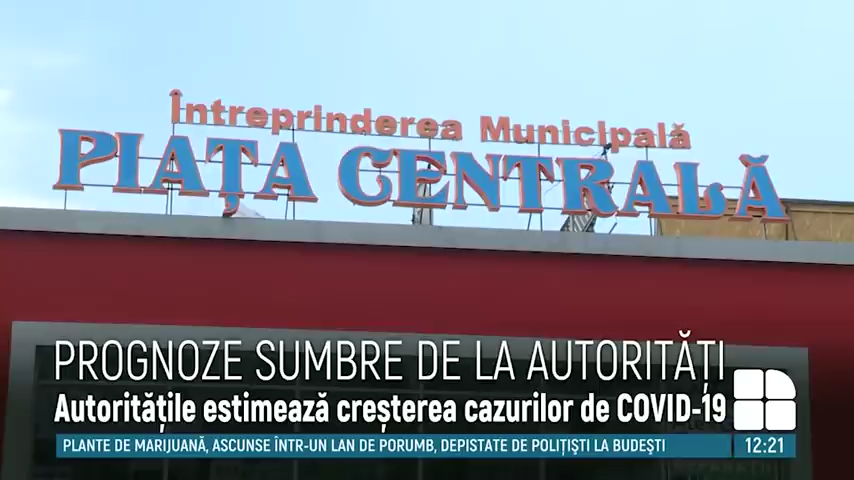 Întreprinderea Municipală
PIAȚA CENTRALĂ
PROGNOZE SUMBRE DE LA AUTORITĂȚI
Autoritățile estimează creșterea cazurilor de COVID-19
PLANTE DE MARIJUANĂ, ASCUNSE ÎNTR-UN LAN DE PORUMB, DEPISTATE DE POLIȚIȘTI LA BUDEȘTI
12:21